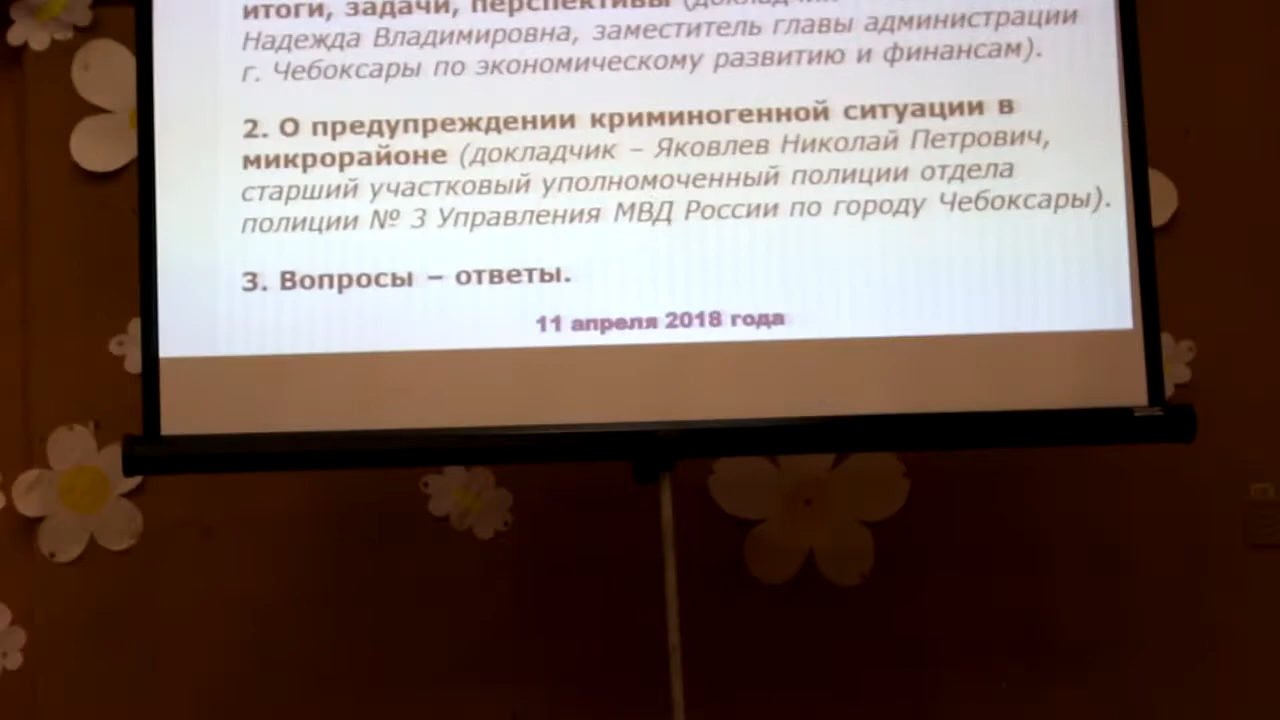 итоги, задачи, перспективы (докладчик
Надежда Владимировна, заместитель главы администрации
г. Чебоксары по экономическому развитию и финансам).
2. О предупреждении криминогенной ситуации в
микрорайоне (докладчик – Яковлев Николай Петрович,
старший участковый уполномоченный полиции отдела
полиции № 3 Управления МВД России по городу Чебоксары).
3. Вопросы – ответы.
11 апреля 2018 года